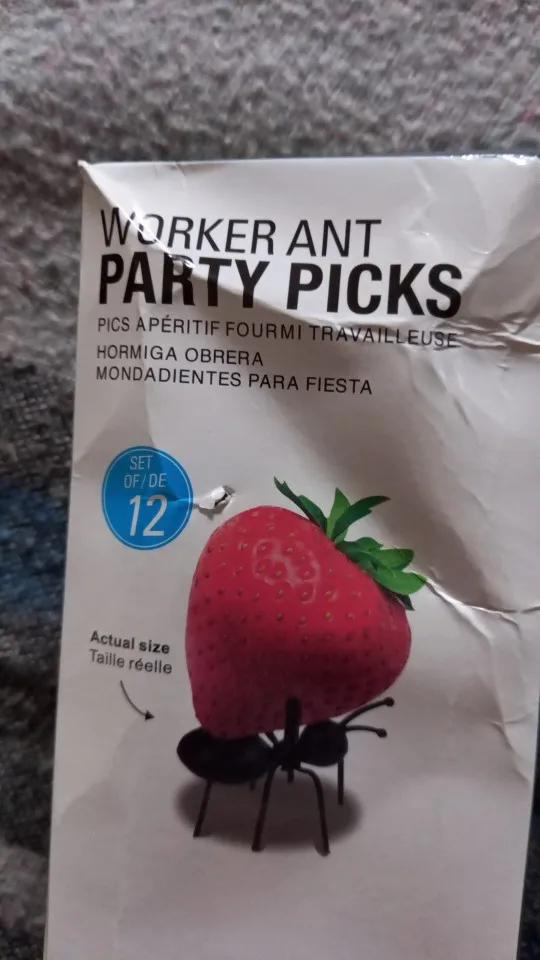 WORKER ANT
PARTY PICKS
PICS APÉRITIF FOURMI TRAVAILLEUSE
HORMIGA OBRERA
MONDADIENTES PARA FIESTA
SET
OF/DE
12
Actual size
Taille réelle